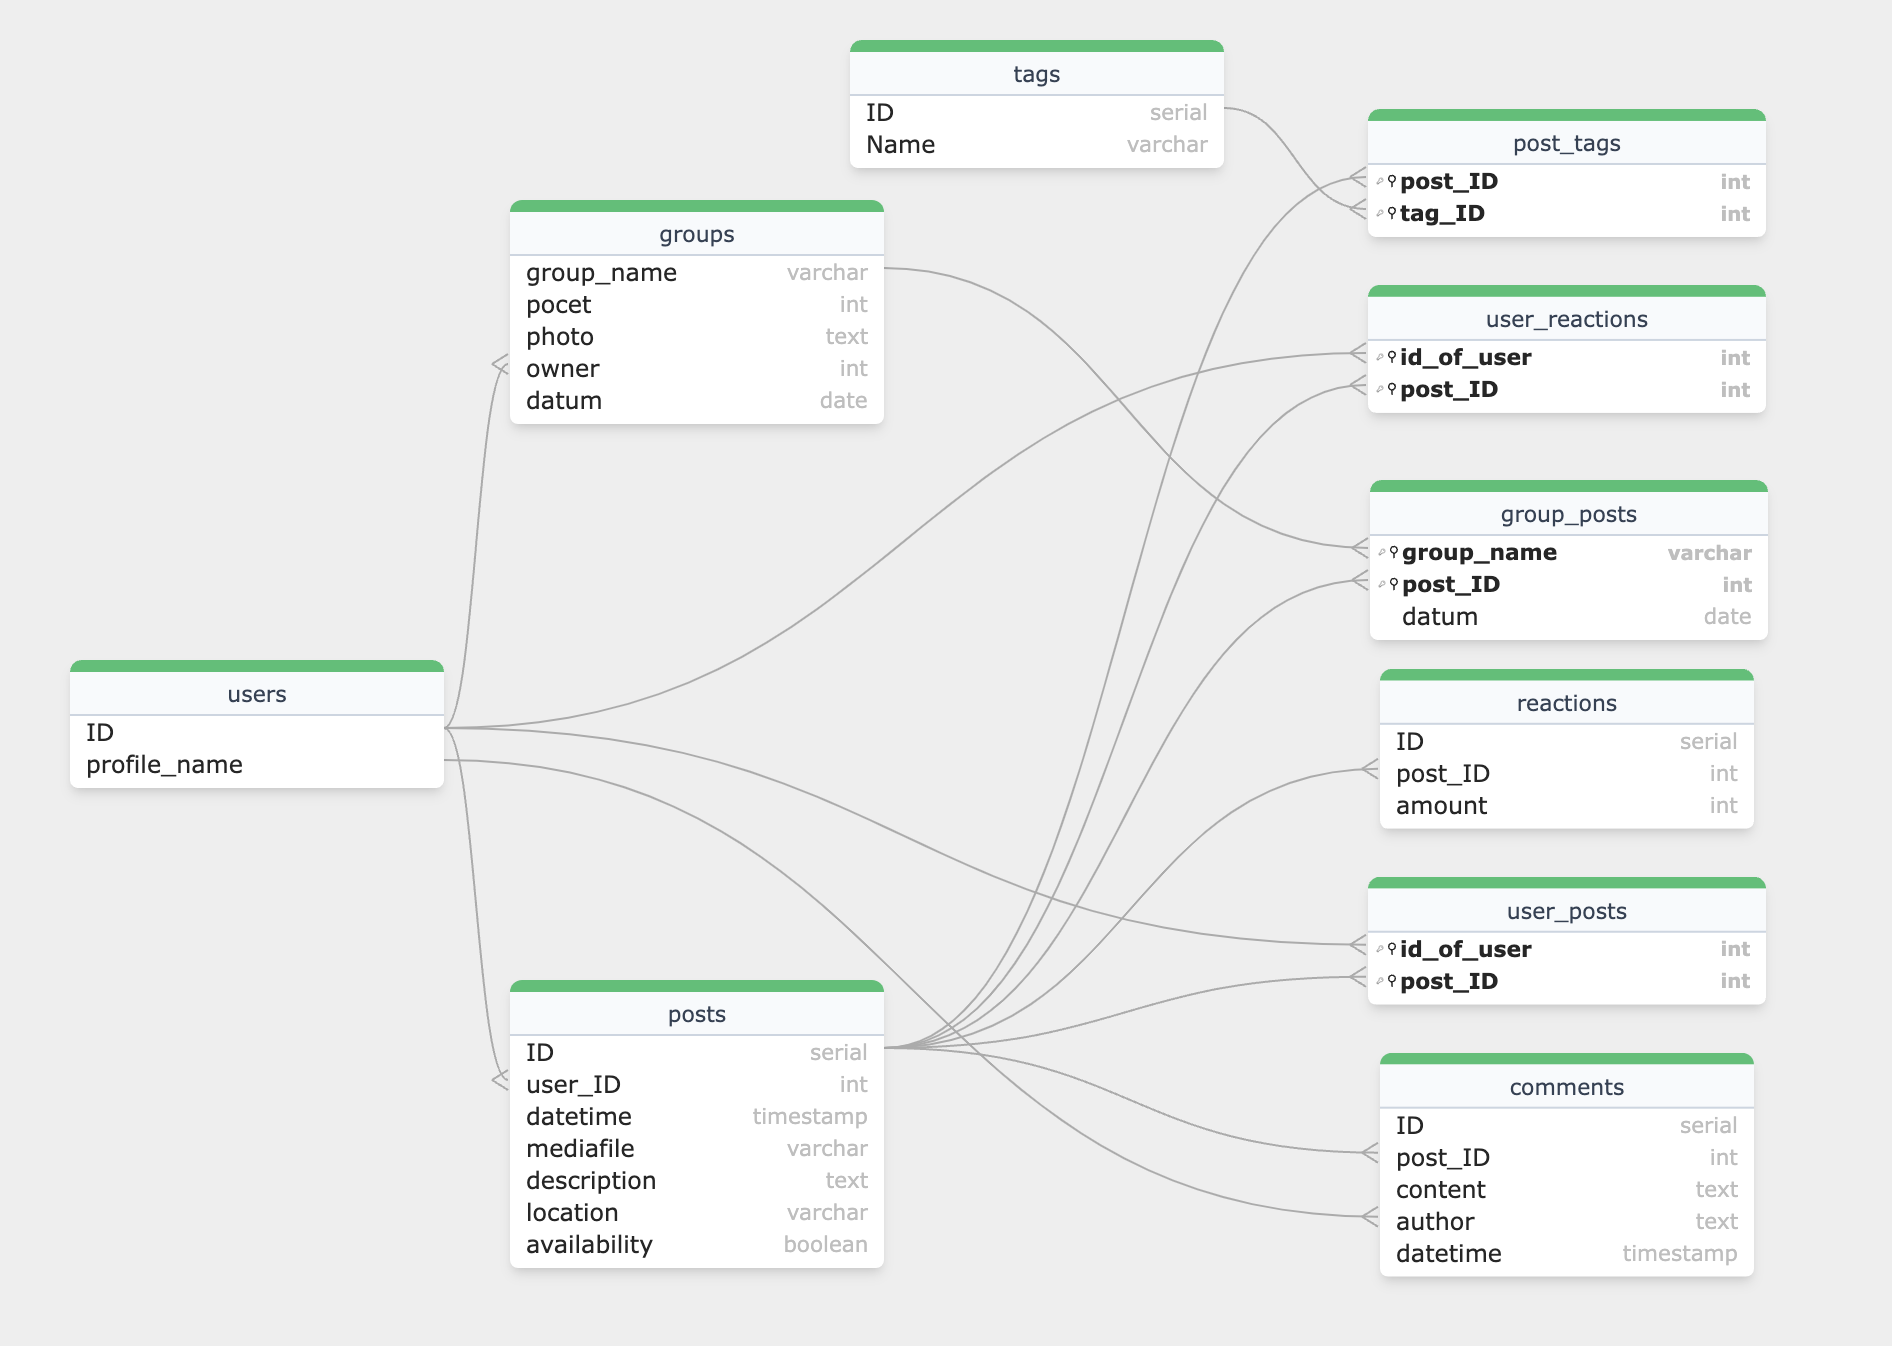 tags
ID serial
Name varchar
post_tags
post_ID int
tag_ID int
groups
group_name varchar
pocet int
photo text
owner int
datum date
user_reactions
id_of_user int
post_ID int
group_posts
group_name varchar
post_ID int
datum date
users
ID
profile_name
reactions
ID serial
post_ID int
amount int
user_posts
id_of_user int
post_ID int
posts
ID serial
user_ID int
datetime timestamp
mediafile varchar
description text
location varchar
availability boolean
comments
ID serial
post_ID int
content text
author text
datetime timestamp